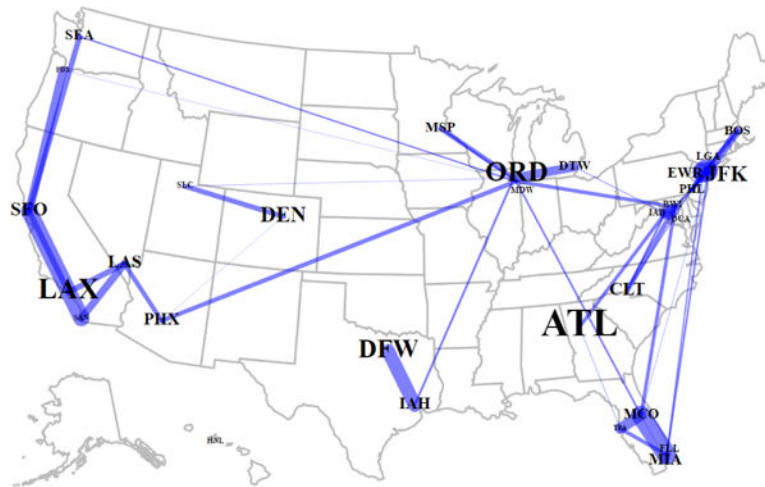 SEA
PDX
MSP
BOS
LGA
ORD
DTW
EWR
JFK
MDW
PHL
SLC
BWI
IAD
DCA
SFO
DEN
LAS
LAX
CLT
SAN
PHX
ATL
DFW
IAH
MCO
TPA
HNL
FLL
MIA